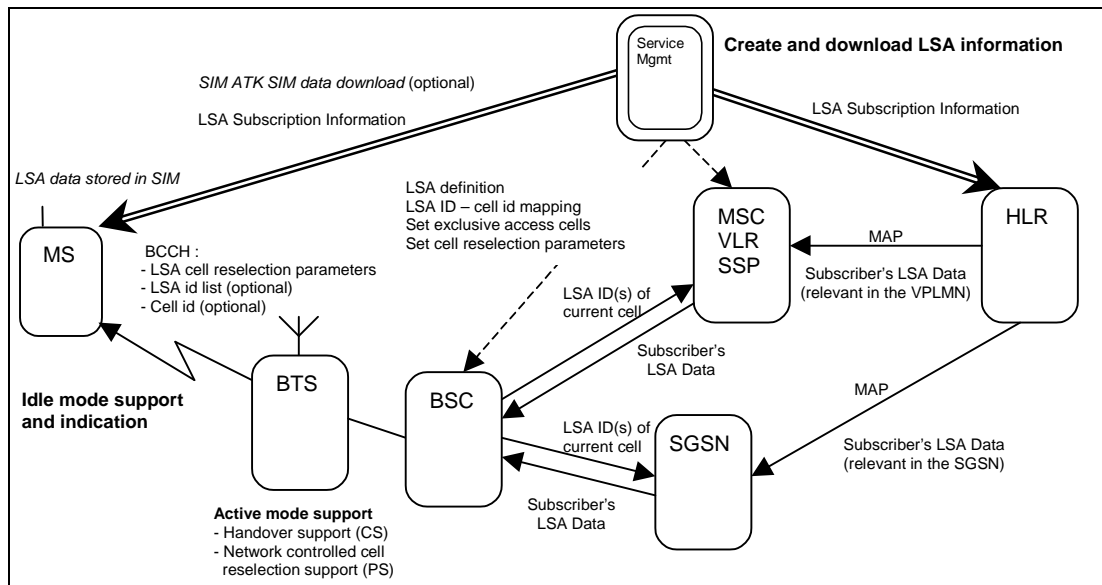 Service
Mgmt
Create and download LSA information
SIM ATK SIM data download (optional)
LSA Subscription Information
LSA Subscription Information
LSA data stored in SIM
LSA definition
LSA ID – cell id mapping
Set exclusive access cells
Set cell reselection parameters
MS
BCCH :
- LSA cell reselection parameters
- LSA id list (optional)
- Cell id (optional)
MSC
VLR
SSP
HLR
MAP
Subscriber's LSA Data
(relevant in the VPLMN)
LSA ID(s) of
current cell
Subscriber's
LSA Data
BTS
BSC
Idle mode support
and indication
MAP
LSA ID(s) of
current cell
SGSN
Subscriber's LSA Data
(relevant in the SGSN)
Subscriber's
LSA Data
Active mode support
- Handover support (CS)
- Network controlled cell
reselection support (PS)